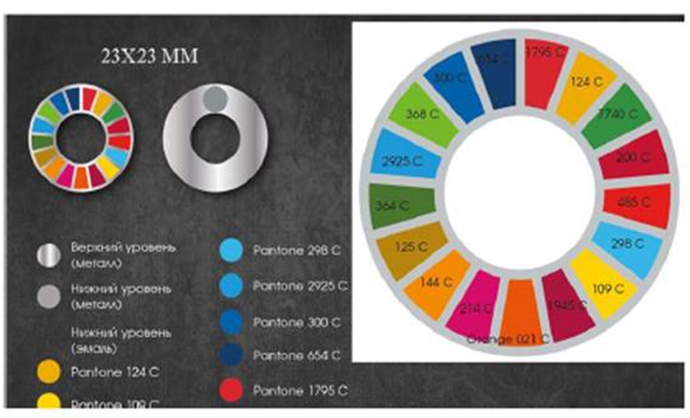 23X23 MM
Верхний уровень
(металл)
Нижний уровень
(металл)
Нижний уровень
(эмаль)
Pantone 124 C
Pantone 109 C
Pantone 298 C
Pantone 2925 C
Pantone 300 C
Pantone 654 C
Pantone 1795 C
1795 C
124 C
7740 C
200 C
485 C
298 C
109 C
1945 C
Orange 021 C
214 C
144 C
125 C
364 C
2925 C
368 C
300 C
654 C